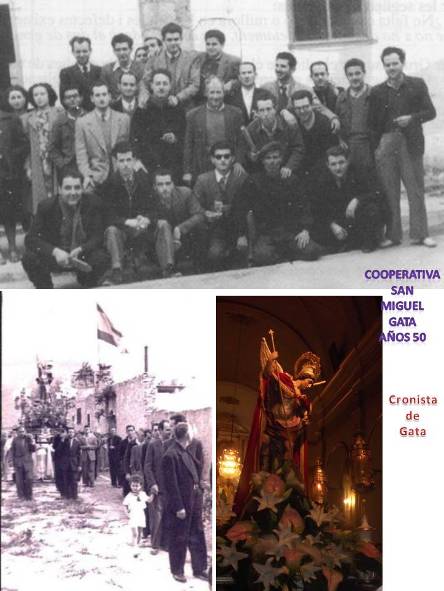 COOPERATIVA
SAN
MIGUEL
GATA
AÑOS 50
Cronista
de
Gata